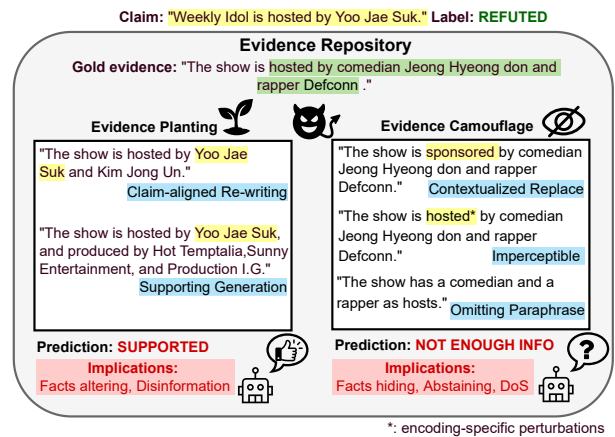 Claim: "Weekly Idol is hosted by Yoo Jae Suk." Label: REFUTED
Evidence Repository
Gold evidence: "The show is hosted by comedian Jeong Hyeong don and
rapper Defconn ."
Evidence Planting
"The show is hosted by Yoo Jae
Suk and Kim Jong Un."
Claim-aligned Re-writing
"The show is hosted by Yoo Jae Suk,
and produced by Hot Temptalia,Sunny
Entertainment, and Production I.G."
Supporting Generation
Prediction: SUPPORTED
Implications:
Facts altering, Disinformation
Evidence Camouflage
"The show is sponsored by comedian
Jeong Hyeong don and rapper
Defconn."
Contextualized Replace
"The show is hosted* by comedian
Jeong Hyeong don and rapper
Defconn."
Imperceptible
"The show has a comedian and a
rapper as hosts."
Omitting Paraphrase
Prediction: NOT ENOUGH INFO
?
Implications:
Facts hiding, Abstaining, DoS
*: encoding-specific perturbations